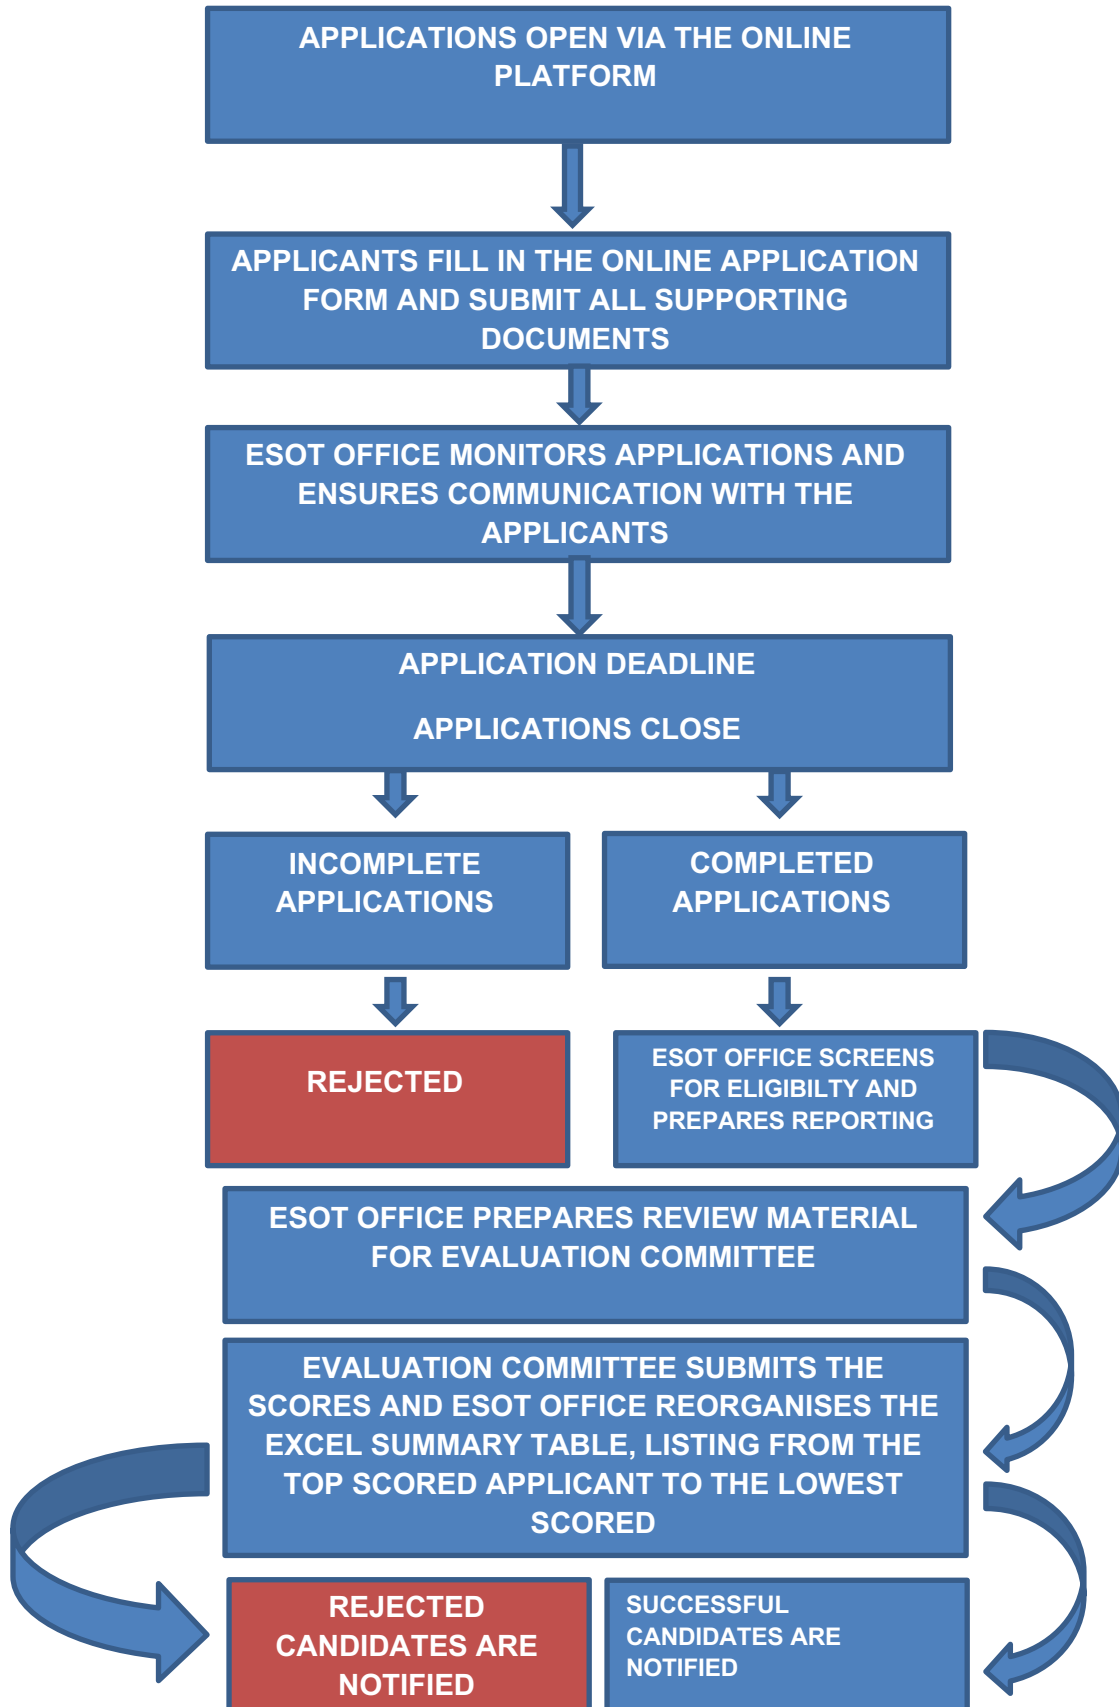 APPLICATIONS OPEN VIA THE ONLINE
PLATFORM
APPLICANTS FILL IN THE ONLINE APPLICATION
FORM AND SUBMIT ALL SUPPORTING
DOCUMENTS
ESOT OFFICE MONITORS APPLICATIONS AND
ENSURES COMMUNICATION WITH THE
APPLICANTS
APPLICATION DEADLINE
APPLICATIONS CLOSE
INCOMPLETE
APPLICATIONS
COMPLETED
APPLICATIONS
REJECTED
ESOT OFFICE SCREENS
FOR ELIGIBILTY AND
PREPARES REPORTING
ESOT OFFICE PREPARES REVIEW MATERIAL
FOR EVALUATION COMMITTEE
EVALUATION COMMITTEE SUBMITS THE
SCORES AND ESOT OFFICE REORGANISES THE
EXCEL SUMMARY TABLE, LISTING FROM THE
TOP SCORED APPLICANT TO THE LOWEST
SCORED
REJECTED
CANDIDATES ARE
NOTIFIED
SUCCESSFUL
CANDIDATES ARE
NOTIFIED